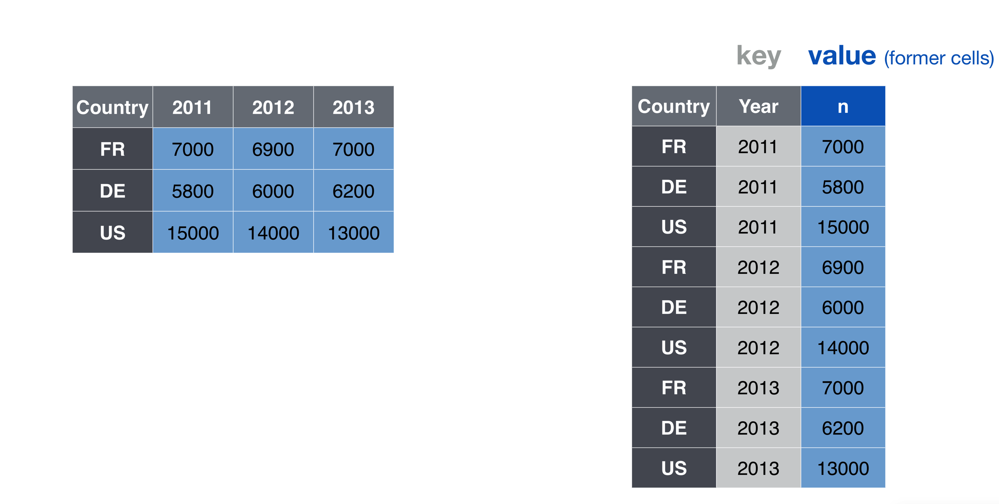 Country 2011 2012 2013
FR 7000 6900 7000
DE 5800 6000 6200
US 15000 14000 13000
key value (former cells)
Country Year n
FR 2011 7000
DE 2011 5800
US 2011 15000
FR 2012 6900
DE 2012 6000
US 2012 14000
FR 2013 7000
DE 2013 6200
US 2013 13000